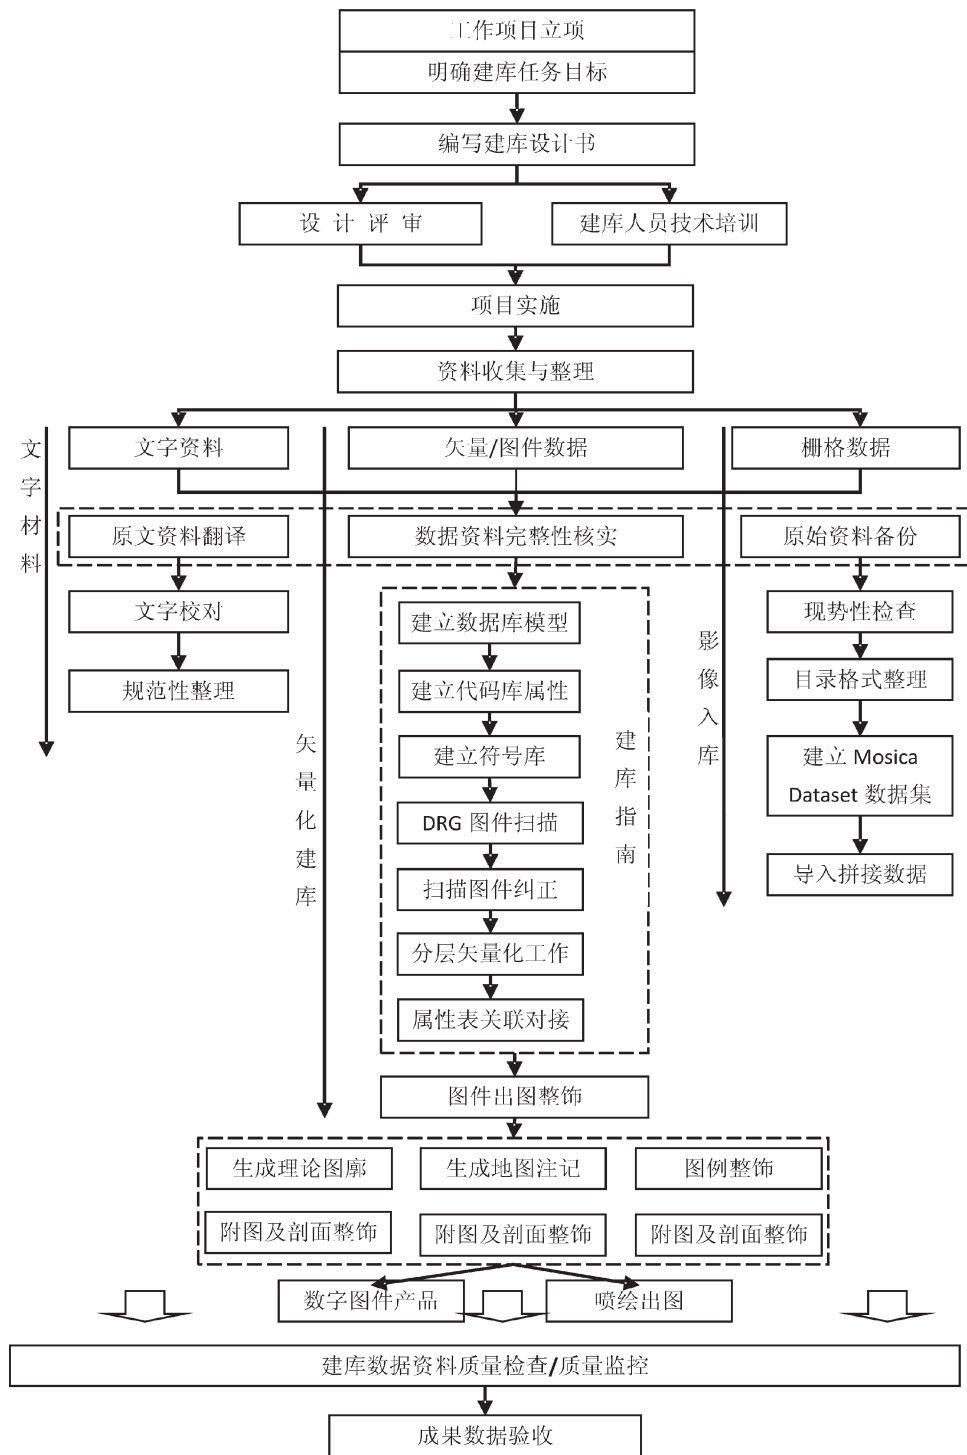 工作项目立项
明确建库任务目标
编写建库设计书
设 计 评 审
建库人员技术培训
项目实施
资料收集与整理
文字材料
文字资料
矢量/图件数据
栅格数据
原文资料翻译
数据资料完整性核实
原始资料备份
文字校对
规范性整理
矢量化建库
建立数据库模型
建立代码库属性
建立符号库
DRG 图件扫描
扫描图件纠正
分层矢量化工作
属性表关联对接
建库指南
影像入库
现势性检查
目录格式整理
建立 Mosica
Dataset 数据集
导入拼接数据
图件出图整饰
生成理论图廓
生成地图注记
图例整饰
附图及剖面整饰
附图及剖面整饰
附图及剖面整饰
数字图件产品
喷绘出图
建库数据资料质量检查/质量监控
成果数据验收